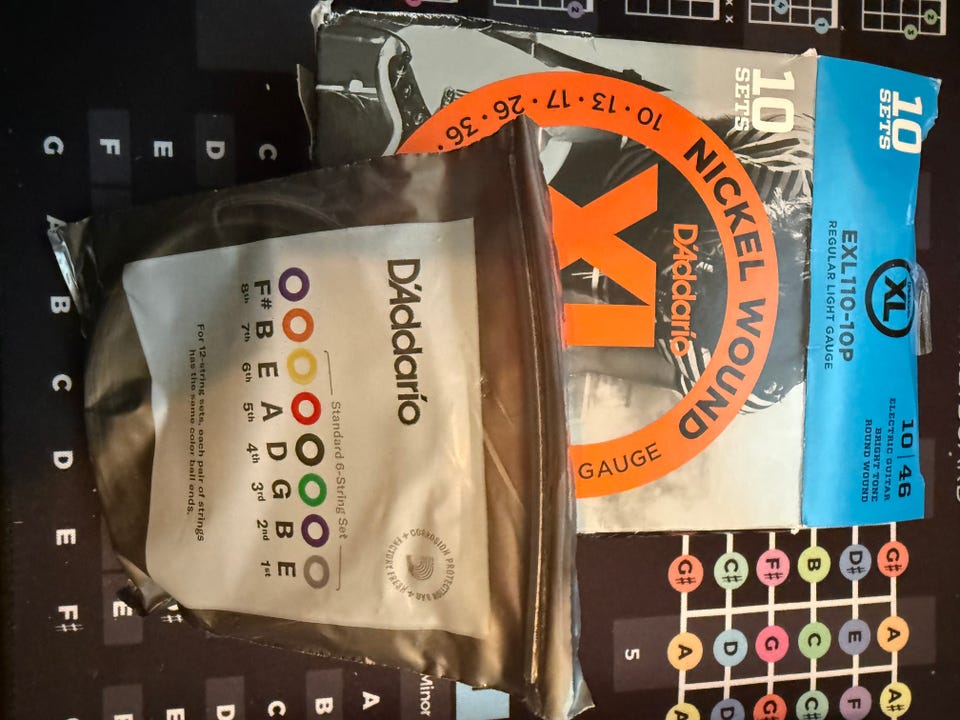 10
SETS
XL
EXL110-10P
REGULAR LIGHT GAUGE
10|46
ELECTRIC GUITAR
BRIGHT TONE
ROUND WOUND
10
SETS
NICKEL WOUND
10 · 13 · 17 · 26 · 36 ·
D'Addario
XL
GAUGE
D'Addario
CORROSION PROTECTION BAG + FACTORY FRESH +
Standard 6-String Set
F# B E A D G B E
8th 7th 6th 5th 4th 3rd 2nd 1st
For 12-string sets, each pair of strings
has the same color ball ends.
G F E D C
A B C D E F#
E
D C B A
Minor
G# C# F# B D# G#
5
A D G C E A
A D# G# C# F A#